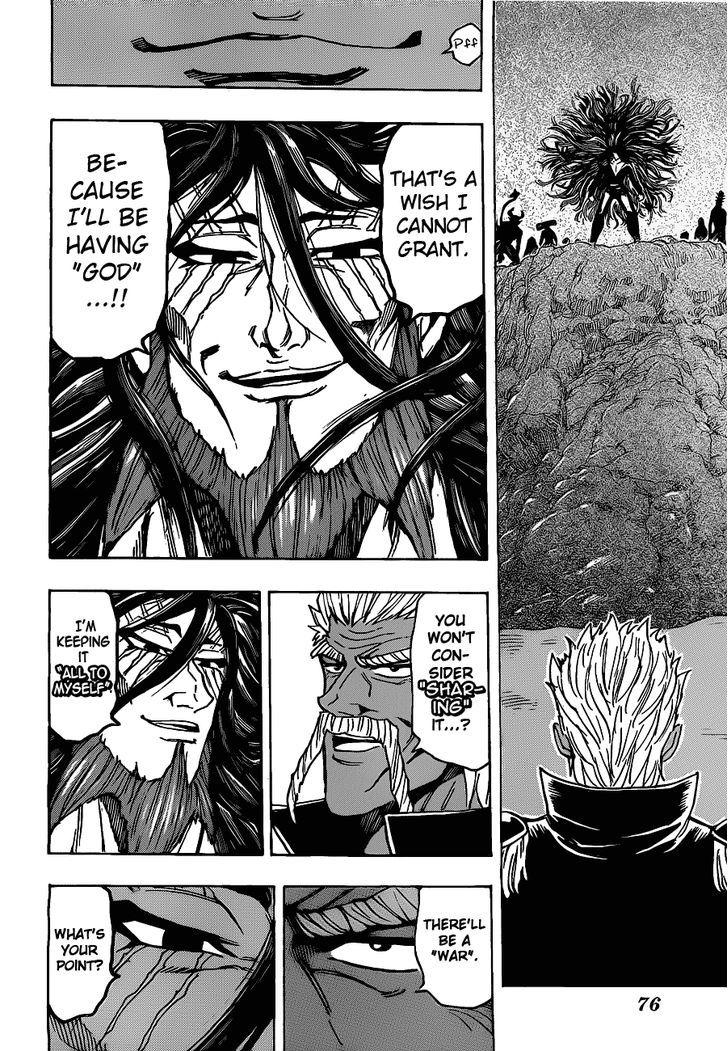 Pff
THAT'S A
WISH I
CANNOT
GRANT.
BE-
CAUSE
I'LL BE
HAVING
"GOD"
...!!
YOU
WON'T
CON-
SIDER
"SHAR-
ING"
IT...?
I'M
KEEPING
IT
"ALL TO
MYSELF"
THERE'LL
BE A
"WAR".
WHAT'S
YOUR
POINT?
76